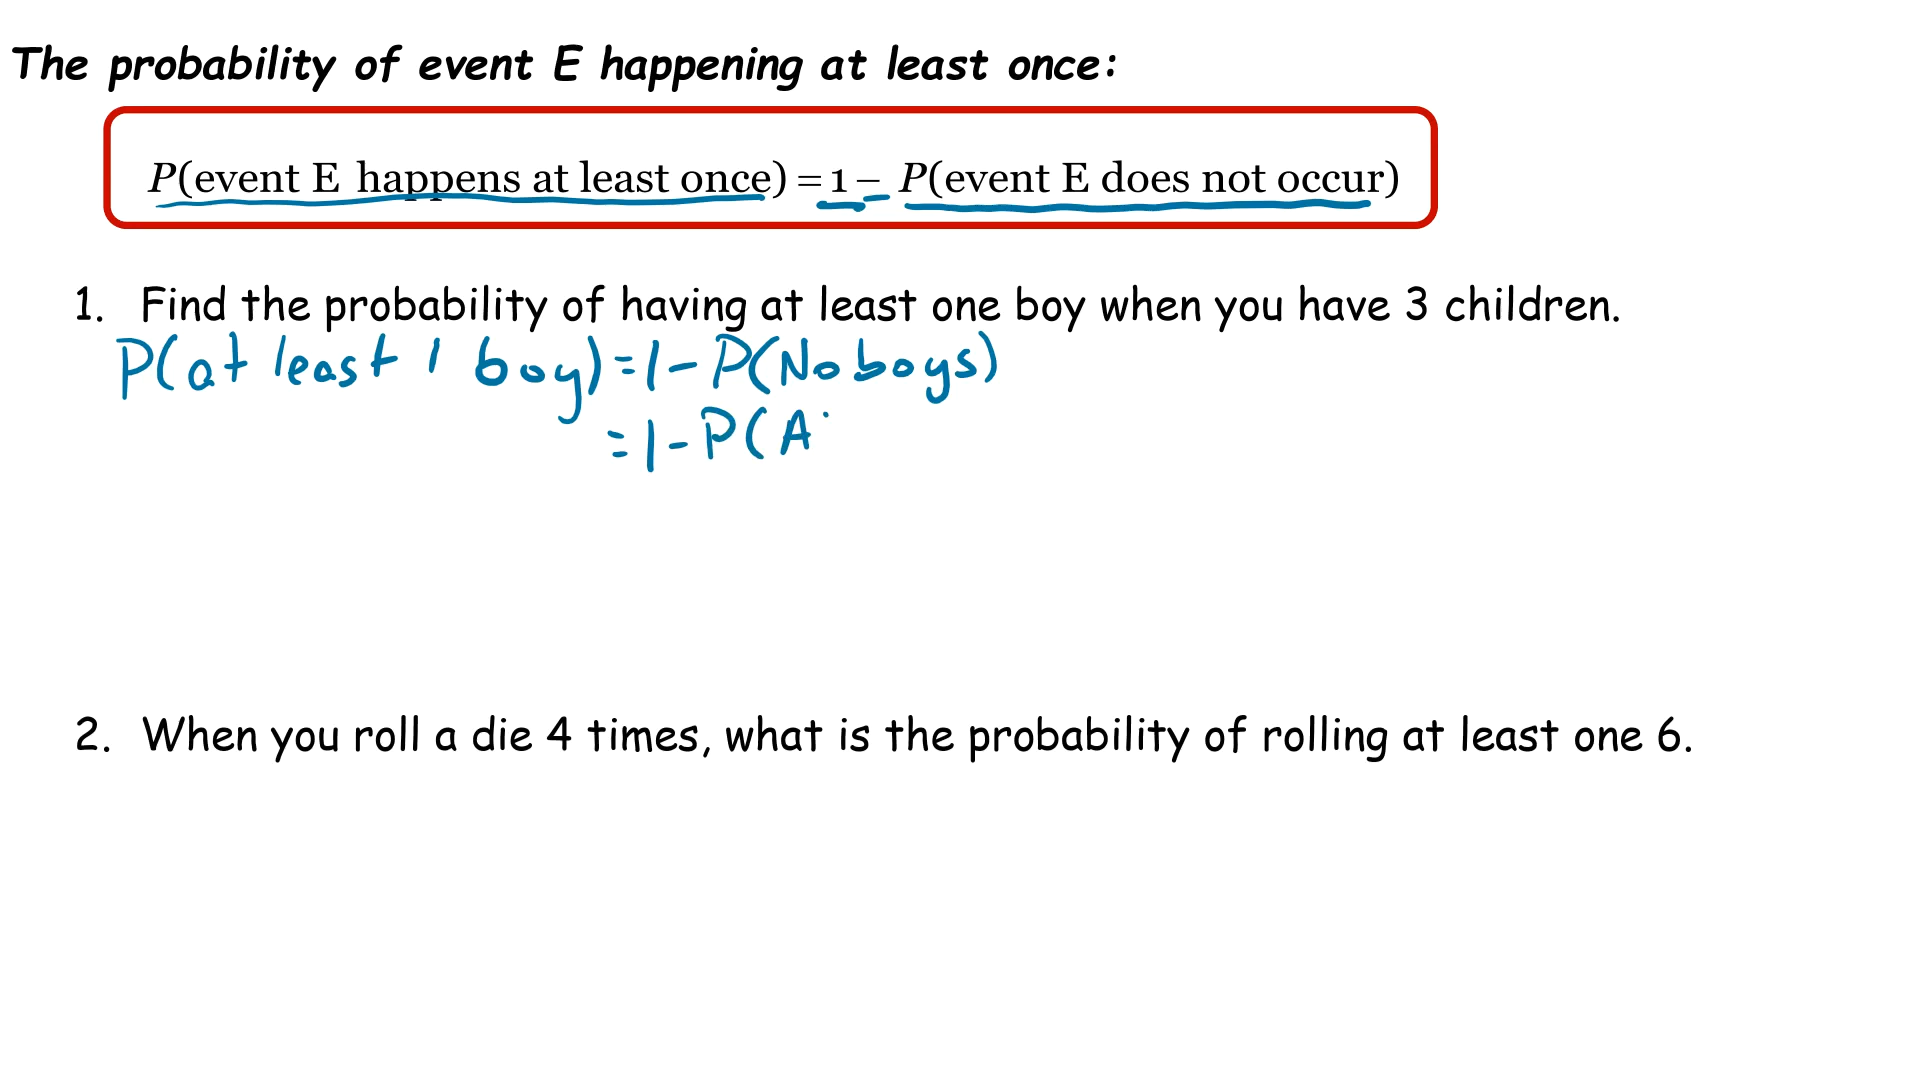 The probability of event E happening at least once:
P(event E happens at least once) = 1 − P(event E does not occur)
1. Find the probability of having at least one boy when you have 3 children.
P(at least 1 boy) = 1 - P(No boys)
= 1 - P(A
2. When you roll a die 4 times, what is the probability of rolling at least one 6.